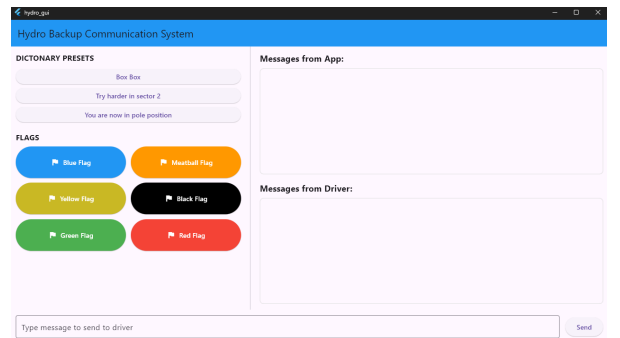 hydro_gui
Hydro Backup Communication System
DICTONARY PRESETS
Box Box
Try harder in sector 2
You are now in pole position
FLAGS
Blue Flag
Meatball Flag
Yellow Flag
Black Flag
Green Flag
Red Flag
Messages from App:
Messages from Driver:
Type message to send to driver
Send